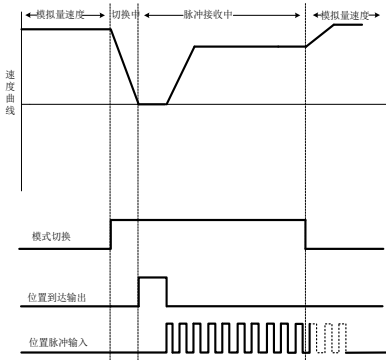 模拟量速度
切换中
脉冲接收中
模拟量速度
速度曲线
模式切换
位置到达输出
位置脉冲输入